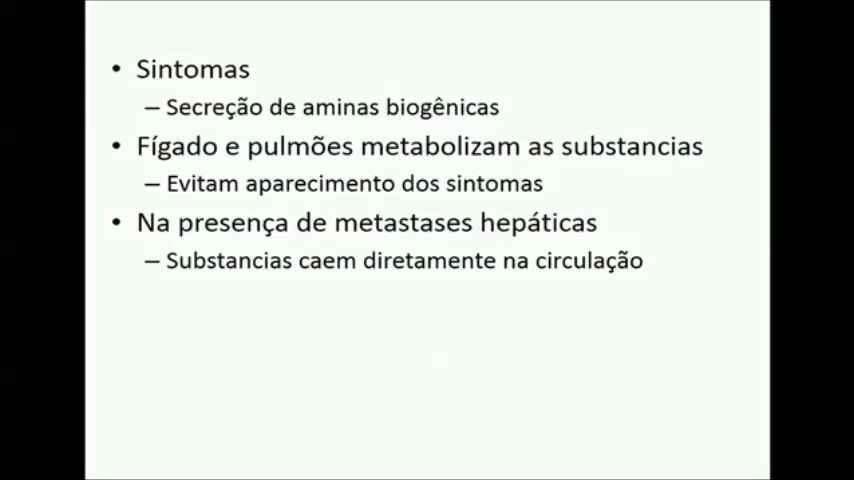 • Sintomas
– Secreção de aminas biogênicas
• Fígado e pulmões metabolizam as substancias
– Evitam aparecimento dos sintomas
• Na presença de metastases hepáticas
– Substancias caem diretamente na circulação